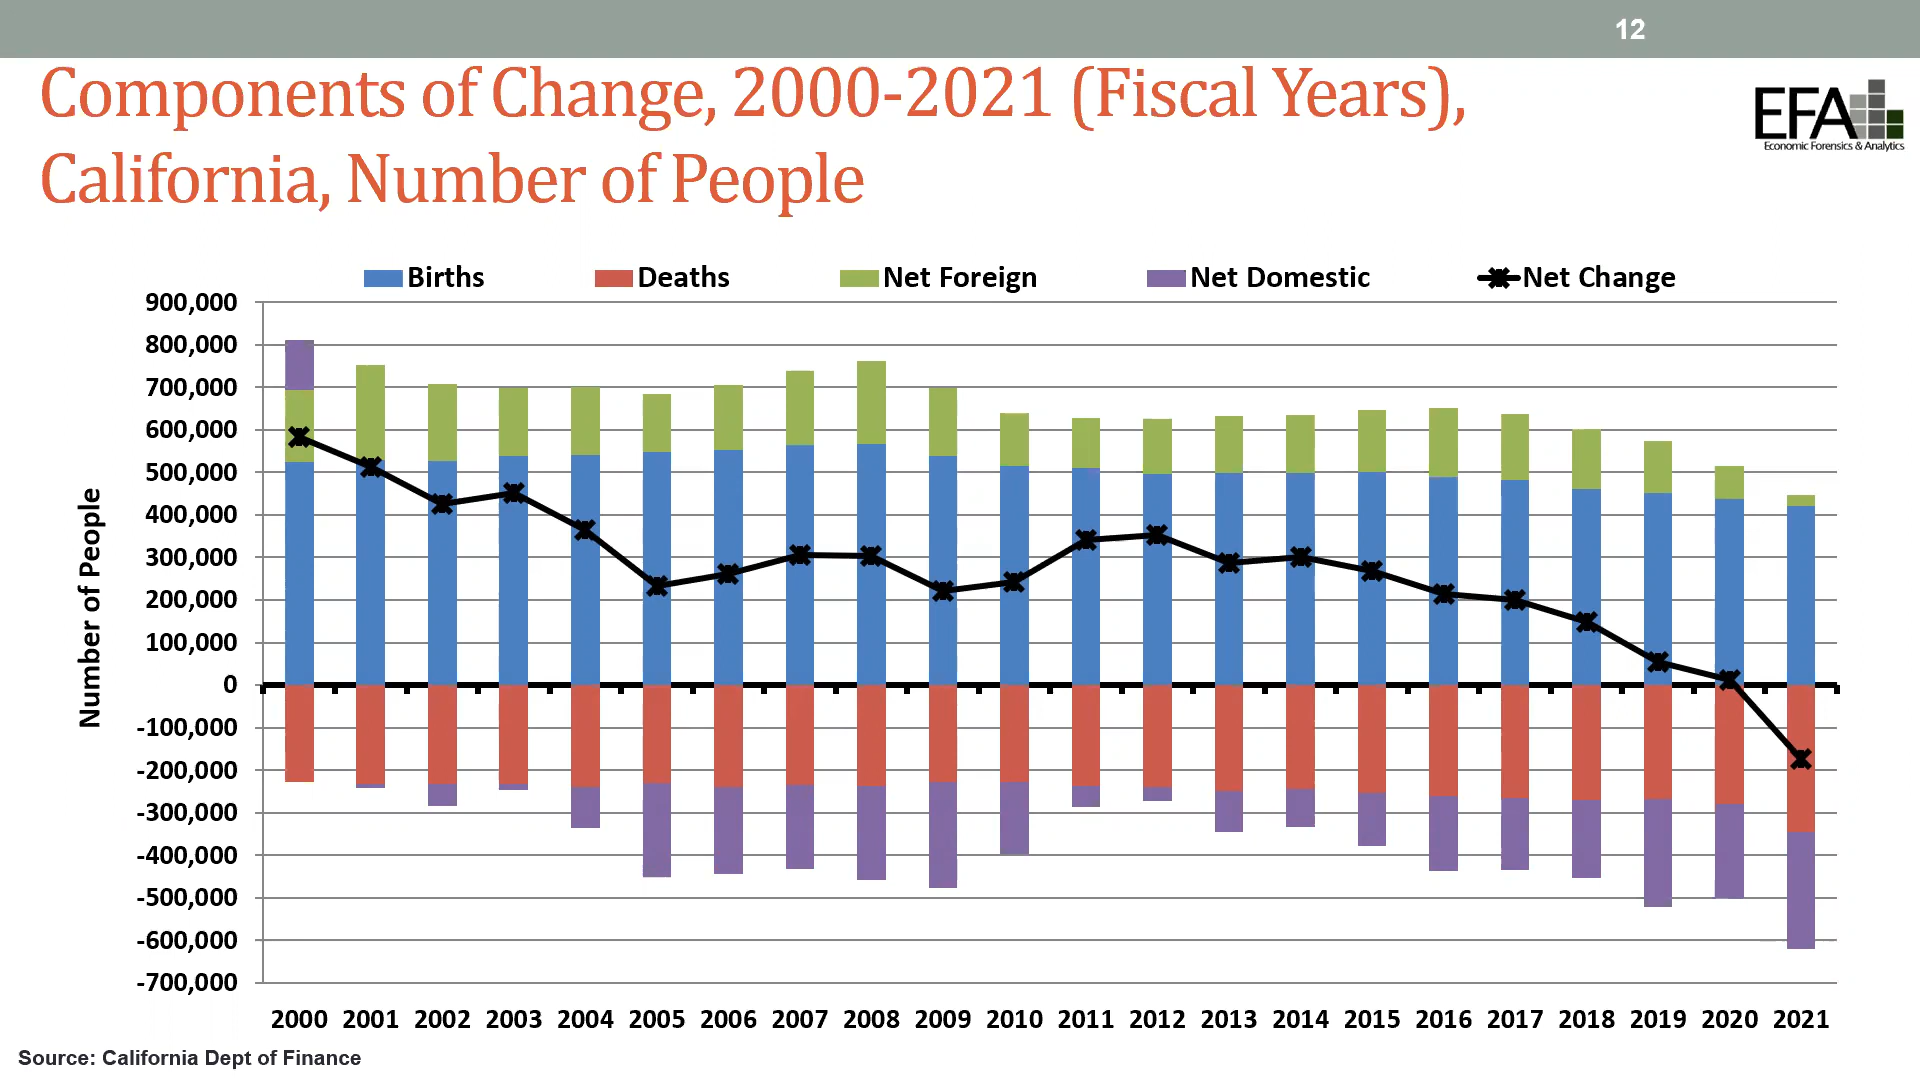 12
Components of Change, 2000-2021 (Fiscal Years),
California, Number of People
EFA
Economic Forensics & Analytics
Births Deaths Net Foreign Net Domestic Net Change
Number of People
900,000
800,000
700,000
600,000
500,000
400,000
300,000
200,000
100,000
0
-100,000
-200,000
-300,000
-400,000
-500,000
-600,000
-700,000
2000 2001 2002 2003 2004 2005 2006 2007 2008 2009 2010 2011 2012 2013 2014 2015 2016 2017 2018 2019 2020 2021
Source: California Dept of Finance